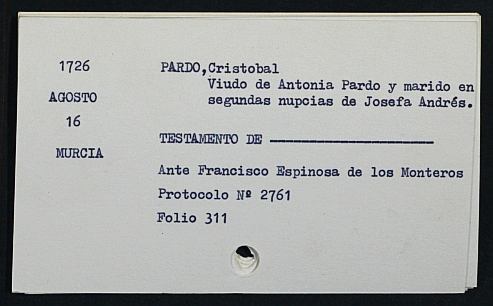 1726
AGOSTO
16
MURCIA
PARDO,Cristobal
Viudo de Antonia Pardo y marido en
segundas nupcias de Josefa Andrés.
TESTAMENTO DE ————————————
Ante Francisco Espinosa de los Monteros
Protocolo Nº 2761
Folio 311